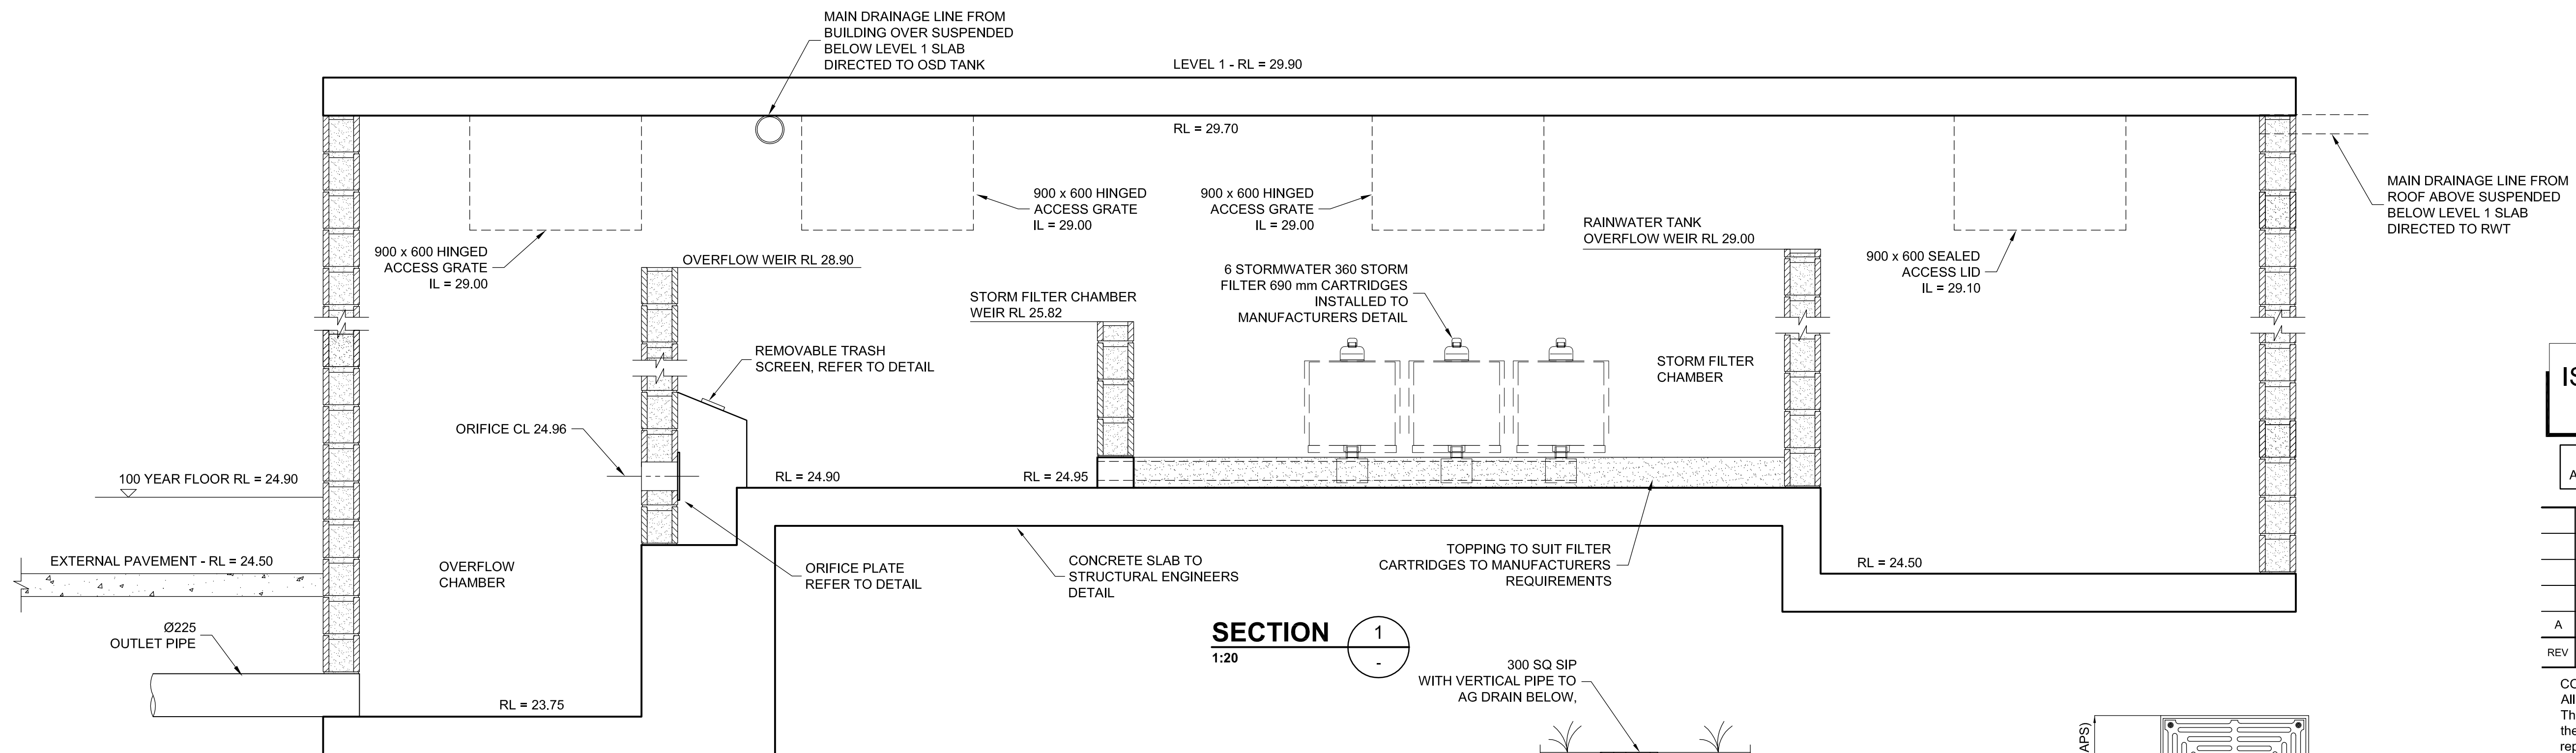 MAIN DRAINAGE LINE FROM
BUILDING OVER SUSPENDED
BELOW LEVEL 1 SLAB
DIRECTED TO OSD TANK
LEVEL 1 - RL = 29.90
RL = 29.70
MAIN DRAINAGE LINE FROM
ROOF ABOVE SUSPENDED
BELOW LEVEL 1 SLAB
DIRECTED TO RWT
900 x 600 HINGED
ACCESS GRATE
IL = 29.00
900 x 600 HINGED
ACCESS GRATE
IL = 29.00
900 x 600 HINGED
ACCESS GRATE
IL = 29.00
RAINWATER TANK
OVERFLOW WEIR RL 29.00
900 x 600 SEALED
ACCESS LID
IL = 29.10
OVERFLOW WEIR RL 28.90
STORM FILTER CHAMBER
WEIR RL 25.82
6 STORMWATER 360 STORM
FILTER 690 mm CARTRIDGES
INSTALLED TO
MANUFACTURERS DETAIL
REMOVABLE TRASH
SCREEN, REFER TO DETAIL
STORM FILTER
CHAMBER
ORIFICE CL 24.96
100 YEAR FLOOR RL = 24.90
RL = 24.90
RL = 24.95
EXTERNAL PAVEMENT - RL = 24.50
OVERFLOW
CHAMBER
ORIFICE PLATE
REFER TO DETAIL
CONCRETE SLAB TO
STRUCTURAL ENGINEERS
DETAIL
TOPPING TO SUIT FILTER
CARTRIDGES TO MANUFACTURERS
REQUIREMENTS
RL = 24.50
Ø225
OUTLET PIPE
RL = 23.75
SECTION
1
-
1:20
300 SQ SIP
WITH VERTICAL PIPE TO
AG DRAIN BELOW,
APS)
IS
A
A
REV
CO
All
Th
the
rep